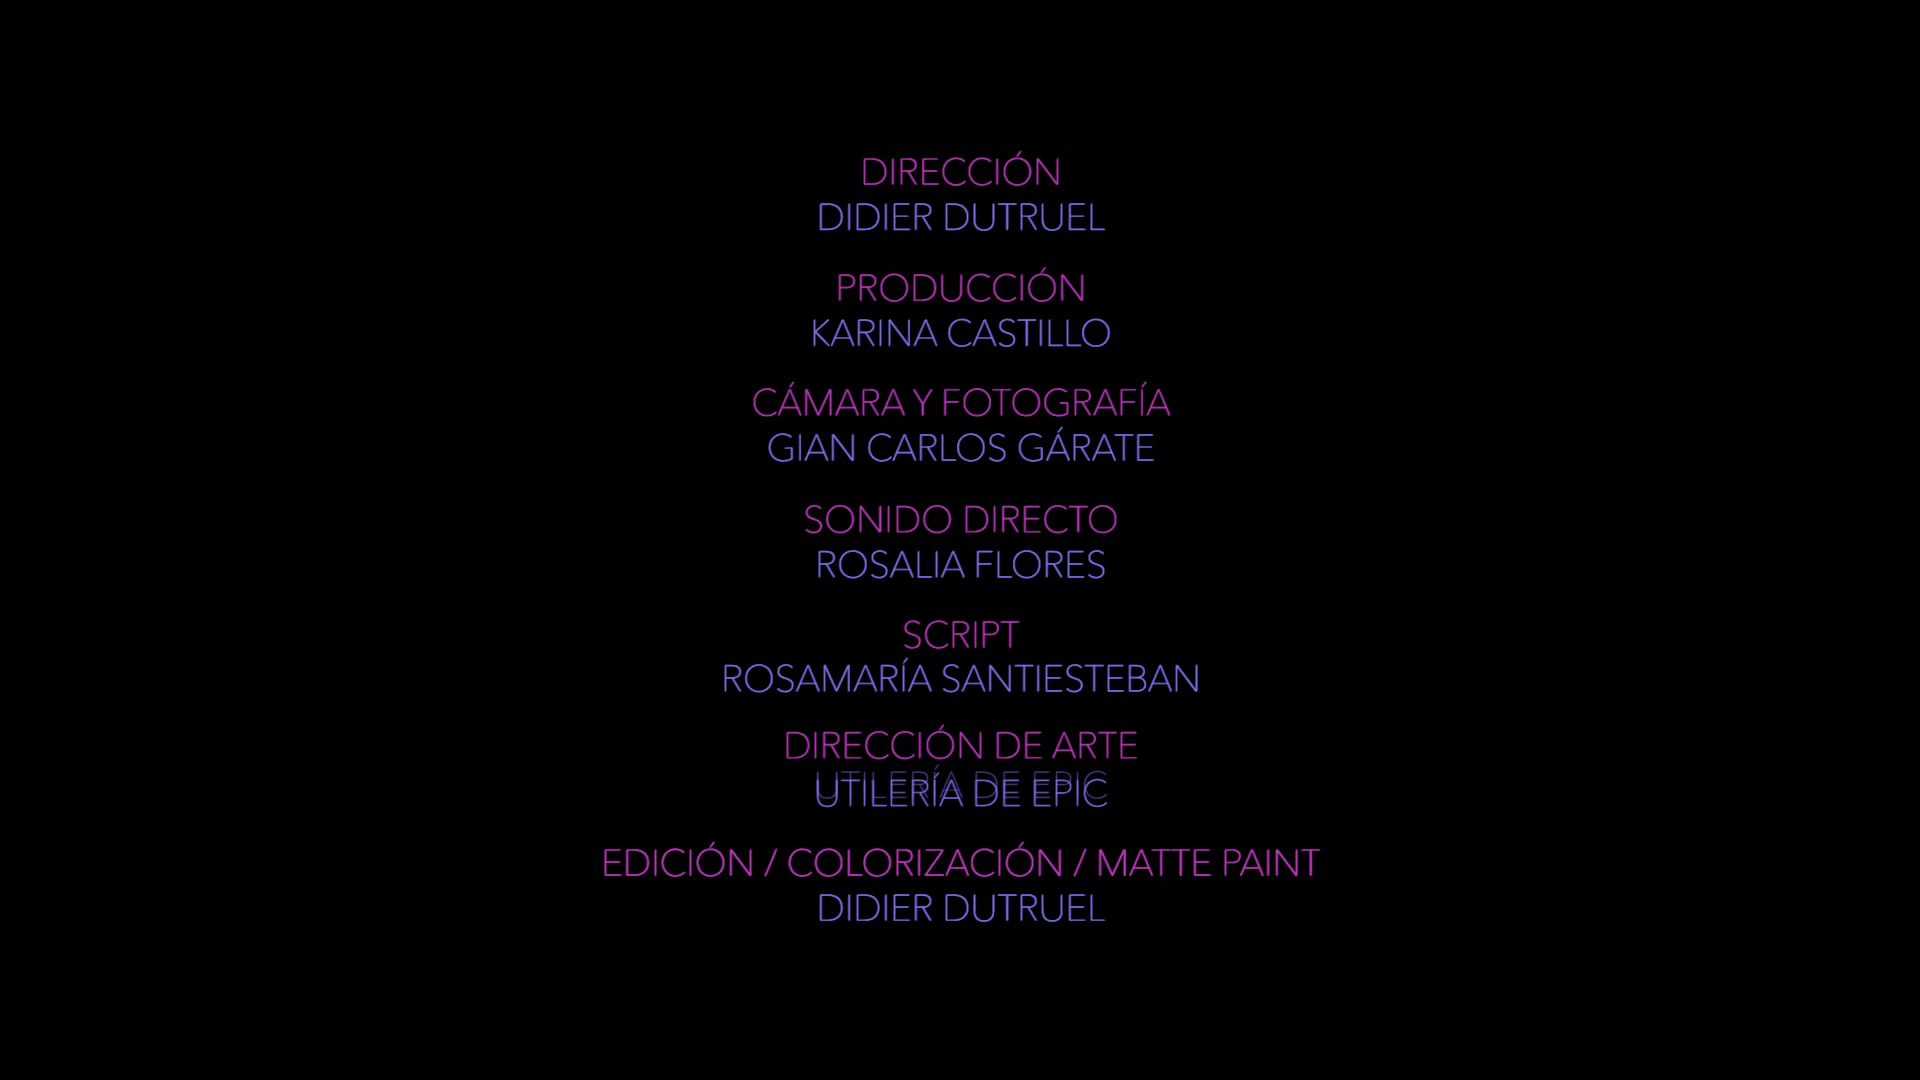 DIRECCIÓN
DIDIER DUTRUEL
PRODUCCIÓN
KARINA CASTILLO
CÁMARA Y FOTOGRAFÍA
GIAN CARLOS GÁRATE
SONIDO DIRECTO
ROSALIA FLORES
SCRIPT
ROSAMARÍA SANTIESTEBAN
DIRECCIÓN DE ARTE
UTILERÍA DE EPIC
EDICIÓN / COLORIZACIÓN / MATTE PAINT
DIDIER DUTRUEL